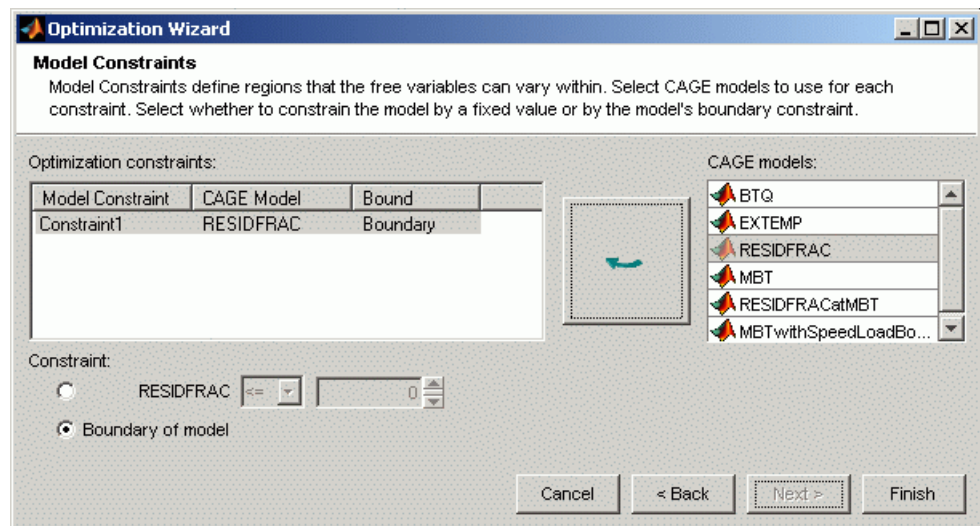 Optimization Wizard
Model Constraints
Model Constraints define regions that the free variables can vary within. Select CAGE models to use for each
constraint. Select whether to constrain the model by a fixed value or by the model's boundary constraint.
Optimization constraints:
Model Constraint CAGE Model Bound
Constraint1 RESIDFRAC Boundary
CAGE models:
BTQ
EXTEMP
RESIDFRAC
MBT
RESIDFRACatMBT
MBTwithSpeedLoadBo...
Constraint:
RESIDFRAC <= 0
Boundary of model
Cancel < Back Next > Finish